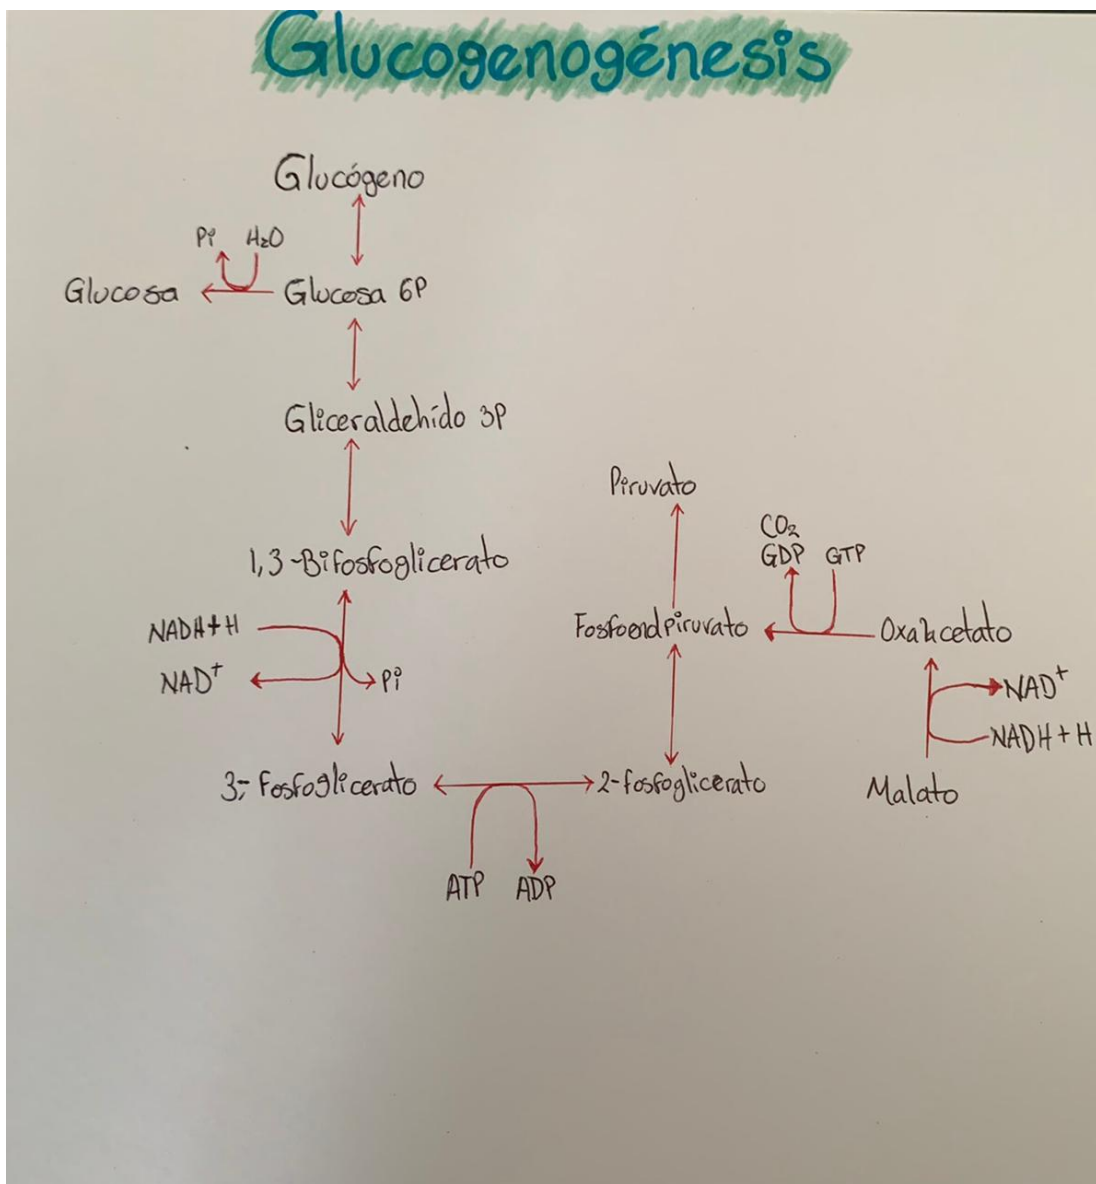 Glucogenogénesis
Glucógeno
Pi H₂O
Glucosa Glucosa 6P
Gliceraldehído 3P
Piruvato
CO₂
GDP GTP
1,3-Bifosfoglicerato
NADH+H
Fosfoendpiruvato
Oxalacetato
NAD⁺
Pi
NAD⁺
NADH+H
3-Fosfoglicerato
2-fosfoglicerato
Malato
ATP ADP